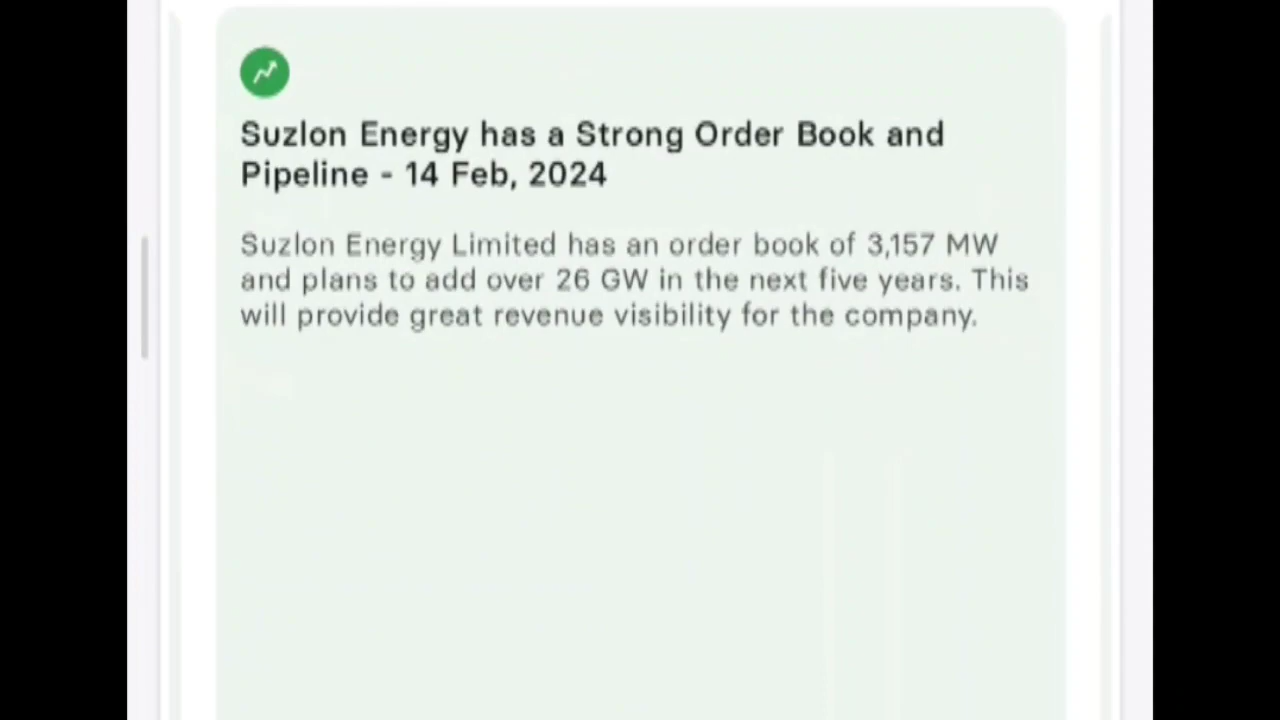 Suzlon Energy has a Strong Order Book and
Pipeline - 14 Feb, 2024
Suzlon Energy Limited has an order book of 3,157 MW
and plans to add over 26 GW in the next five years. This
will provide great revenue visibility for the company.